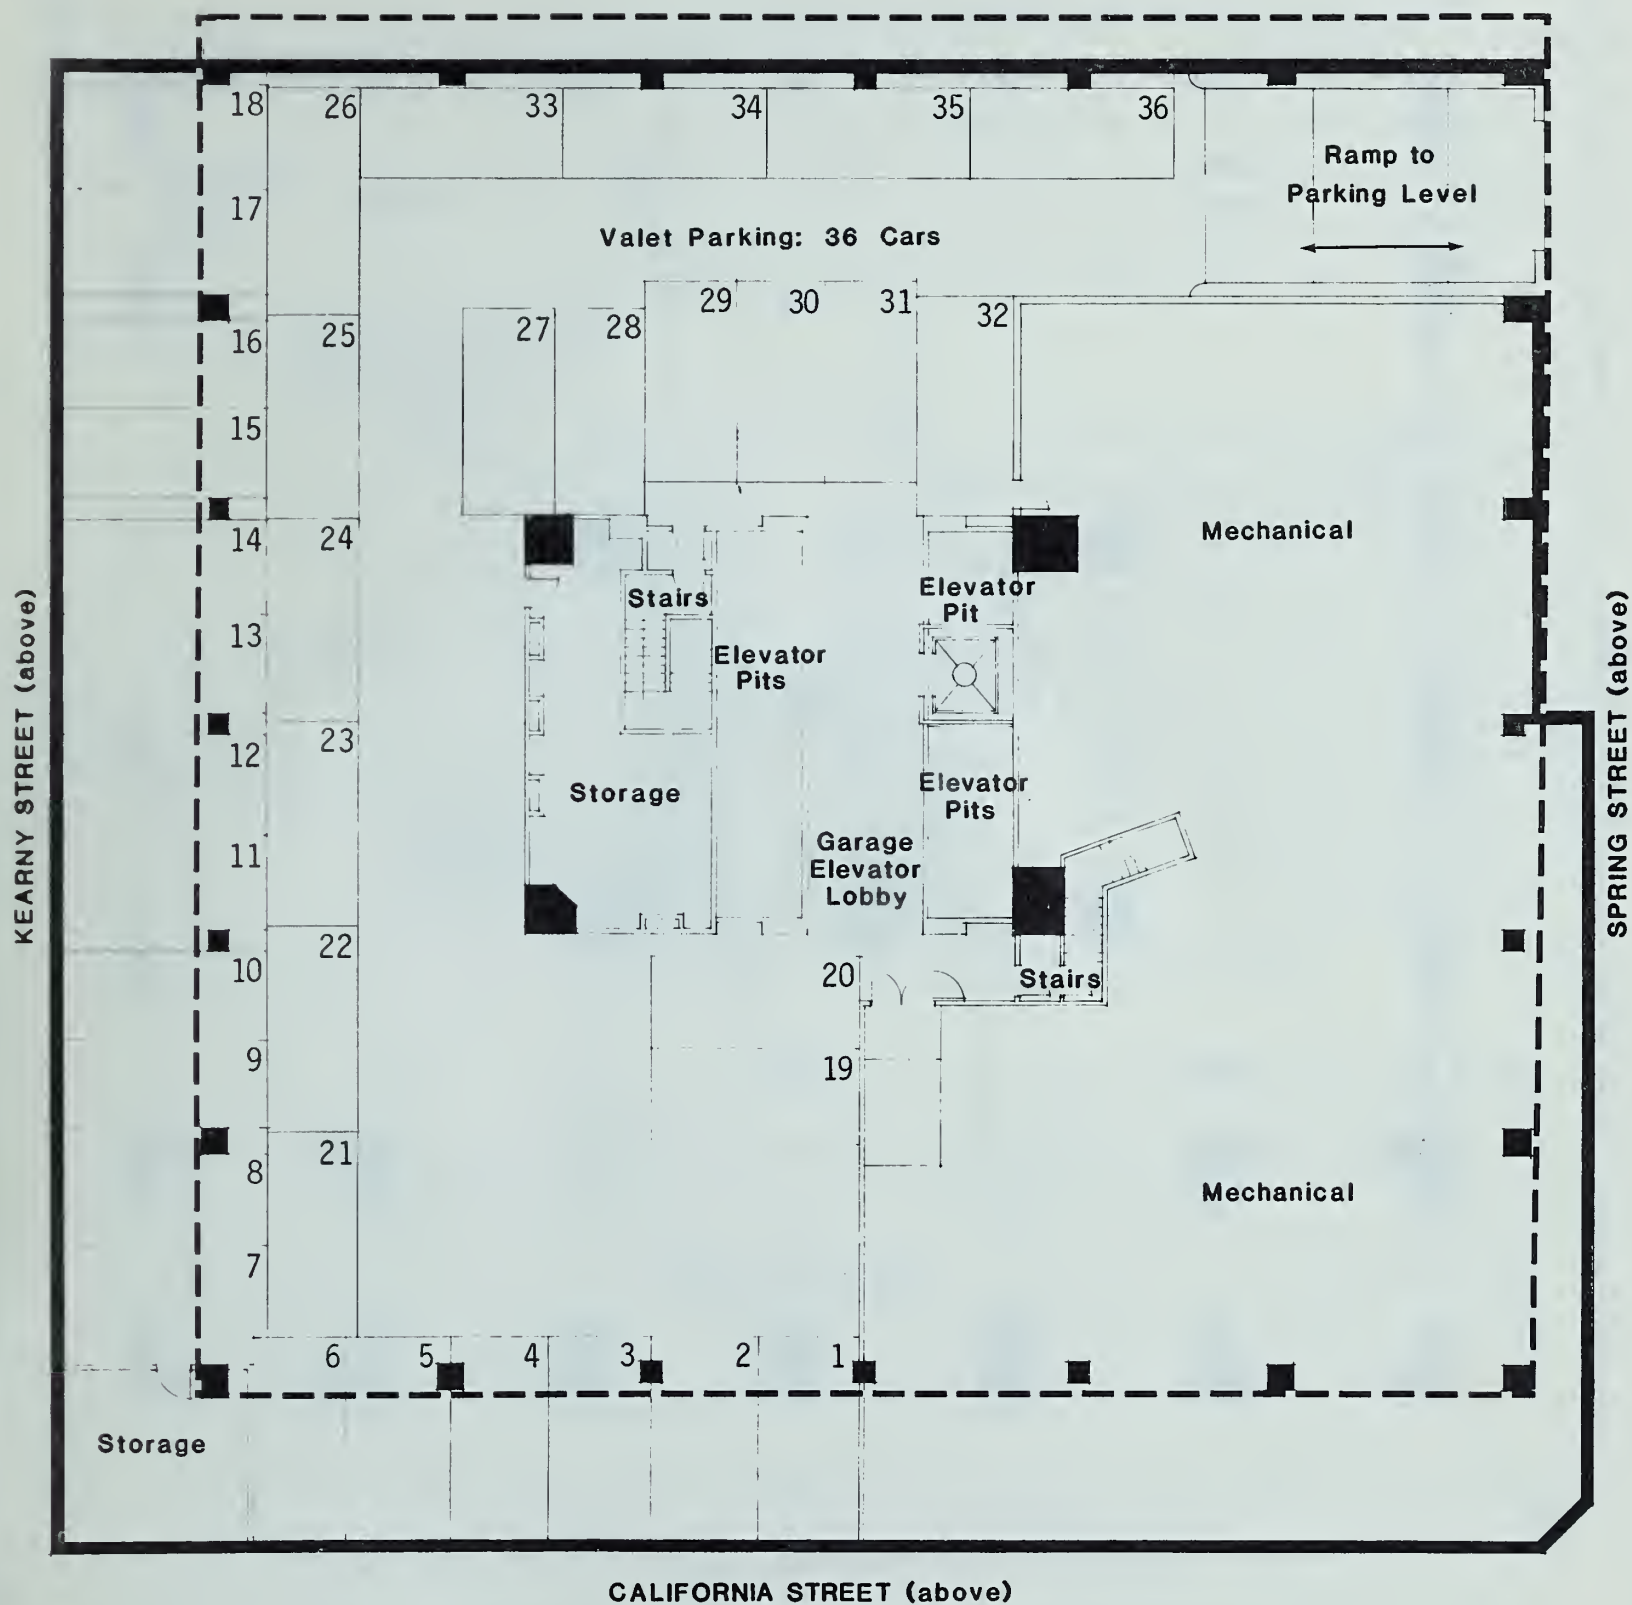 18 26 33 34 35 36
Ramp to
Parking Level
17
Valet Parking: 36 Cars
29 30 31
32
27 28
16 25
15
14 24
Mechanical
Elevator
Pit
Stairs
13
Elevator
Pits
KEARNY STREET (above)
SPRING STREET (above)
12 23
Storage
Elevator
Pits
11
Garage
Elevator
Lobby
22
10
20
Stairs
9
19
8 21
Mechanical
7
6 5 4 3 2 1
Storage
CALIFORNIA STREET (above)